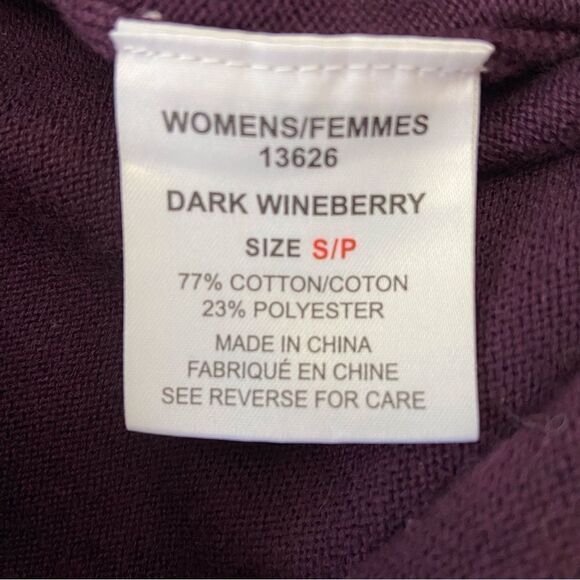 WOMENS/FEMMES
13626
DARK WINEBERRY
SIZE S/P
77% COTTON/COTON
23% POLYESTER
MADE IN CHINA
FABRIQUÉ EN CHINE
SEE REVERSE FOR CARE